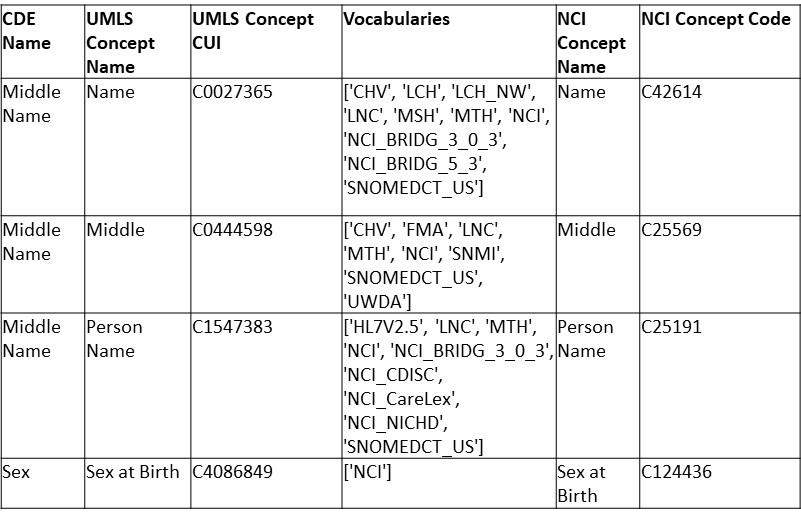 CDE Name
UMLS Concept Name
UMLS Concept CUI
Vocabularies
NCI Concept Name
NCI Concept Code
Middle Name
Name
C0027365
['CHV', 'LCH', 'LCH_NW',
'LNC', 'MSH', 'MTH', 'NCI',
'NCI_BRIDG_3_0_3',
'NCI_BRIDG_5_3',
'SNOMEDCT_US']
Name
C42614
Middle Name
Middle
C0444598
['CHV', 'FMA', 'LNC',
'MTH', 'NCI', 'SNMI',
'SNOMEDCT_US',
'UWDA']
Middle
C25569
Middle Name
Person Name
C1547383
['HL7V2.5', 'LNC', 'MTH',
'NCI', 'NCI_BRIDG_3_0_3',
'NCI_CDISC',
'NCI_CareLex',
'NCI_NICHD',
'SNOMEDCT_US']
Person Name
C25191
Sex
Sex at Birth
C4086849
['NCI']
Sex at Birth
C124436